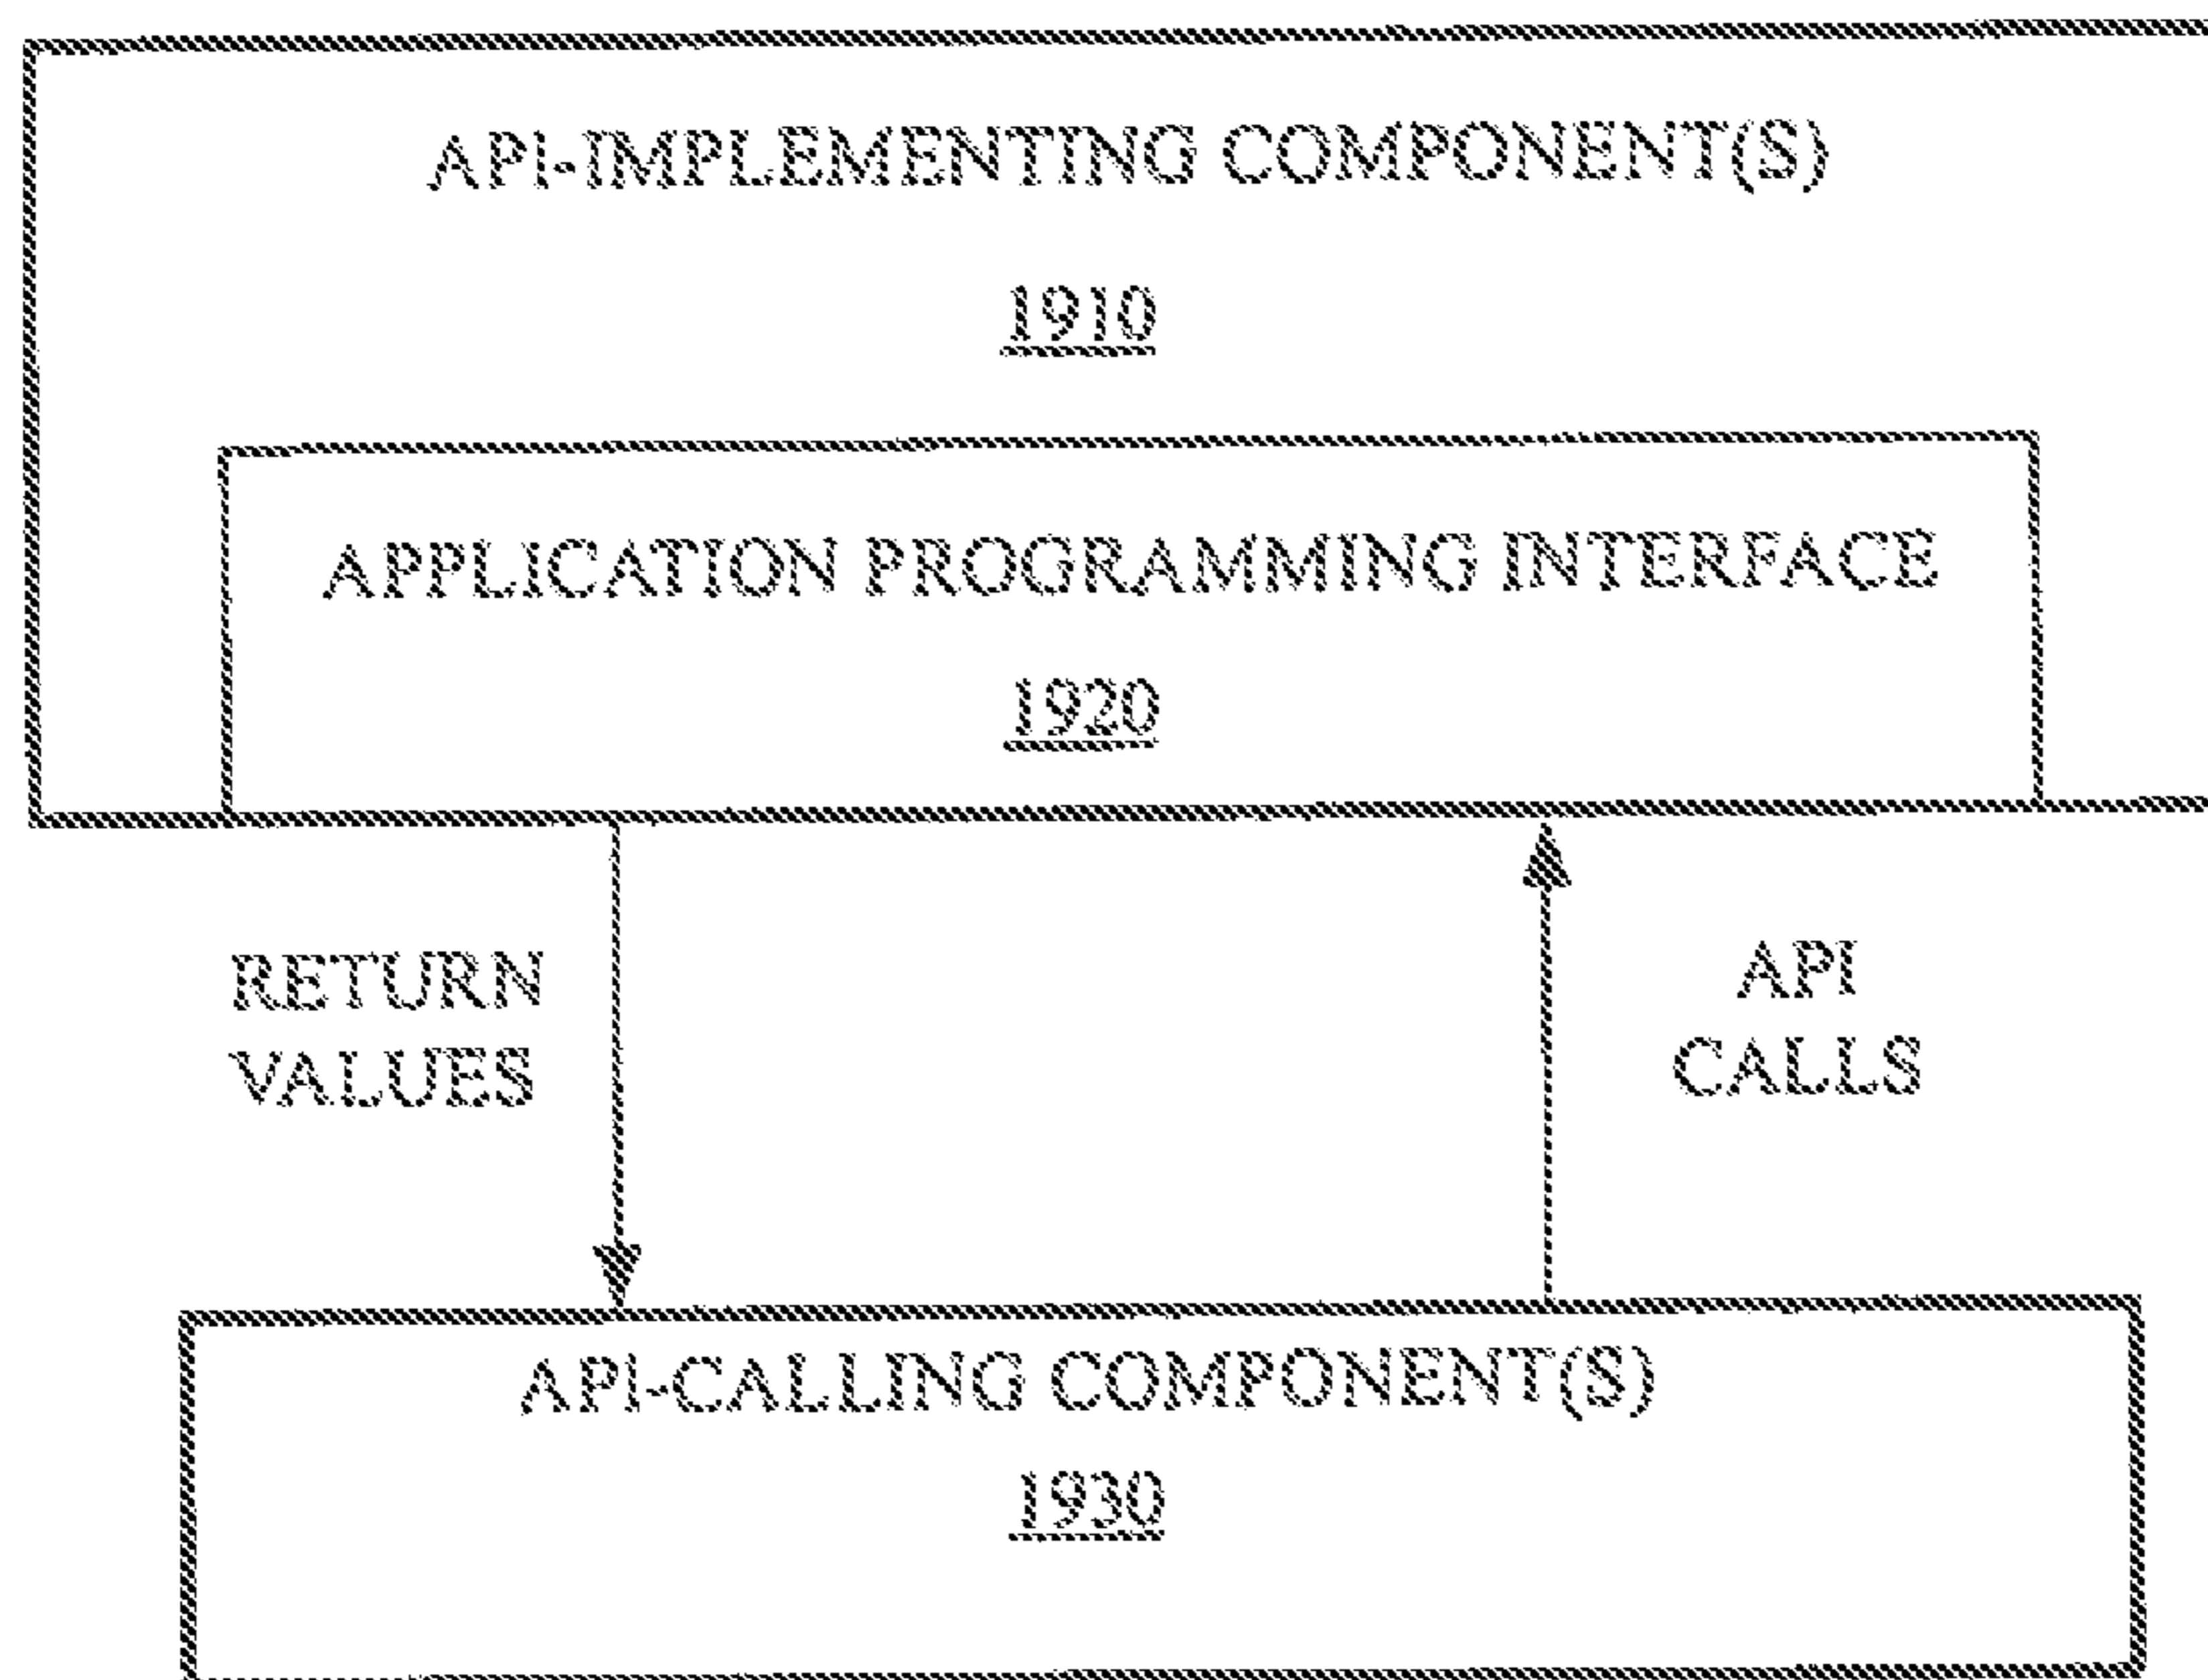 API-IMPLEMENTING COMPONENT(S)
1910
APPLICATION PROGRAMMING INTERFACE
1920
RETURN
VALUES
API
CALLS
API-CALLING COMPONENT(S)
1930